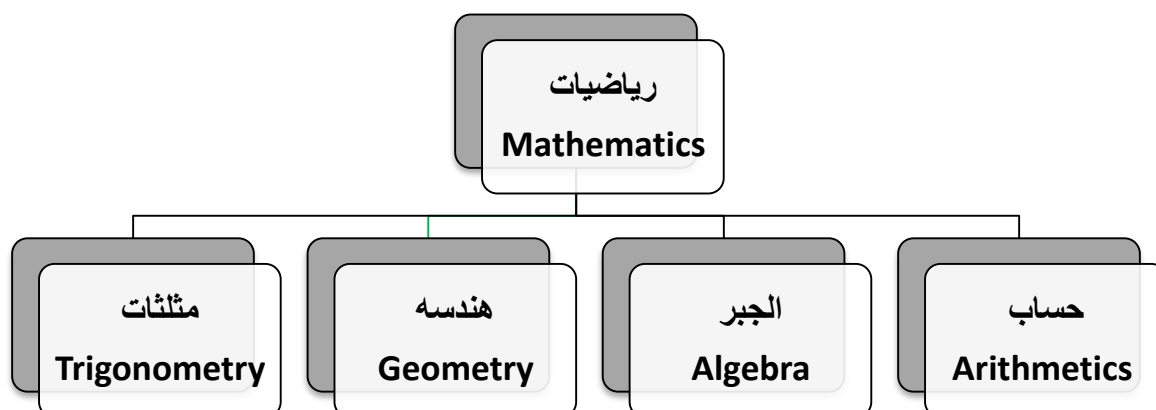 رياضيات
Mathematics
مثلثات
Trigonometry
هندسه
Geometry
الجبر
Algebra
حساب
Arithmetics